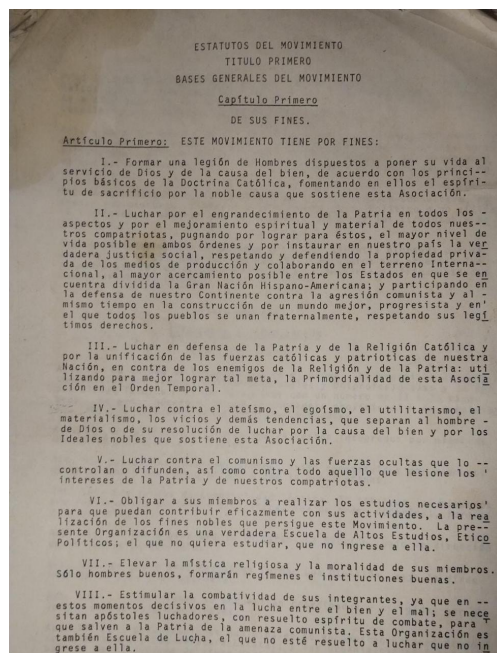 ESTATUTOS DEL MOVIMIENTO
TITULO PRIMERO
BASES GENERALES DEL MOVIMIENTO
Capítulo Primero
DE SUS FINES.
Artículo Primero: ESTE MOVIMIENTO TIENE POR FINES:
I.- Formar una legión de Hombres dispuestos a poner su vida al
servicio de Dios y de la causa del bien, de acuerdo con los princi--
pios básicos de la Doctrina Católica, fomentando en ellos el espíri-
tu de sacrificio por la noble causa que sostiene esta Asociación.
II.- Luchar por el engrandecimiento de la Patria en todos los -
aspectos y por el mejoramiento espiritual y material de todos nues--
tros compatriotas, pugnando por lograr para éstos, el mayor nivel de
vida posible en ambos órdenes y por instaurar en nuestro país la ver
dadera justicia social, respetando y defendiendo la propiedad priva-
da de los medios de producción y colaborando en el terreno Interna--
cional, al mayor acercamiento posible entre los Estados en que se en
cuentra dividida la Gran Nación Hispano-Americana; y participando en
la defensa de nuestro Continente contra la agresión comunista y al -
mismo tiempo en la construcción de un mundo mejor, progresista y en'
el que todos los pueblos se unan fraternalmente, respetando sus legí
timos derechos.
III.- Luchar en defensa de la Patria y de la Religión Católica y
por la unificación de las fuerzas católicas y patrioticas de nuestra
Nación, en contra de los enemigos de la Religión y de la Patria: uti
lizando para mejor lograr tal meta, la Primordialidad de esta Asocia
ción en el Orden Temporal.
IV.- Luchar contra el ateísmo, el egoísmo, el utilitarismo, el
materialismo, los vicios y demás tendencias, que separan al hombre -
de Dios o de su resolución de luchar por la causa del bien y por los
Ideales nobles que sostiene esta Asociación.
V.- Luchar contra el comunismo y las fuerzas ocultas que lo --
controlan o difunden, así como contra todo aquello que lesione los '
intereses de la Patria y de nuestros compatriotas.
VI.- Obligar a sus miembros a realizar los estudios necesarios'
para que puedan contribuir eficazmente con sus actividades, a la rea
lización de los fines nobles que persigue este Movimiento. La pre--
sente Organización es una verdadera Escuela de Altos Estudios, Etico
Políticos; el que no quiera estudiar, que no ingrese a ella.
VII.- Elevar la mística religiosa y la moralidad de sus miembros.
Sólo hombres buenos, formarán regímenes e instituciones buenas.
VIII.- Estimular la combatividad de sus integrantes, ya que en --
estos momentos decisivos en la lucha entre el bien y el mal; se nece
sitan apóstoles luchadores, con resuelto espíritu de combate, para -
que salven a la Patria de la amenaza comunista. Esta Organización es
también Escuela de Lucha, el que no esté resuelto a luchar que no in
grese a ella.